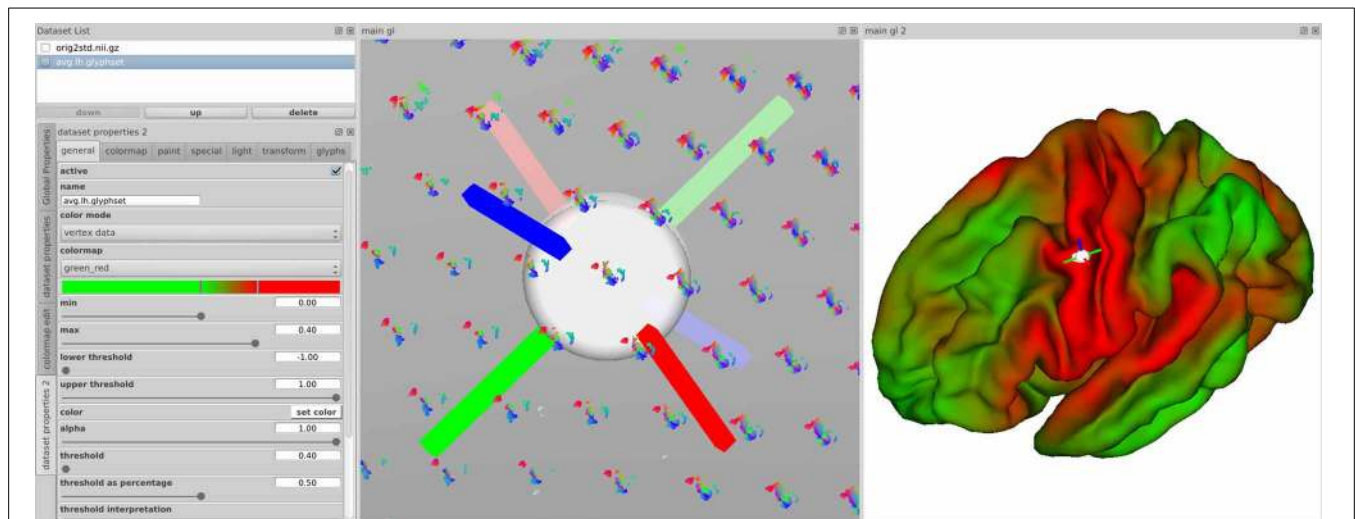 Dataset List
orig2std.nii.gz
avg.lh.glyphset
down up delete
dataset properties 2
general colormap paint special light transform glyphs
active
name
avg.lh.glyphset
color mode
vertex data
colormap
green_red
min 0.00
max 0.40
lower threshold -1.00
upper threshold 1.00
color set color
alpha 1.00
threshold 0.40
threshold as percentage 0.50
threshold interpretation
Global Properties
dataset properties
colormap edit
dataset properties 2
main gl
main gl 2